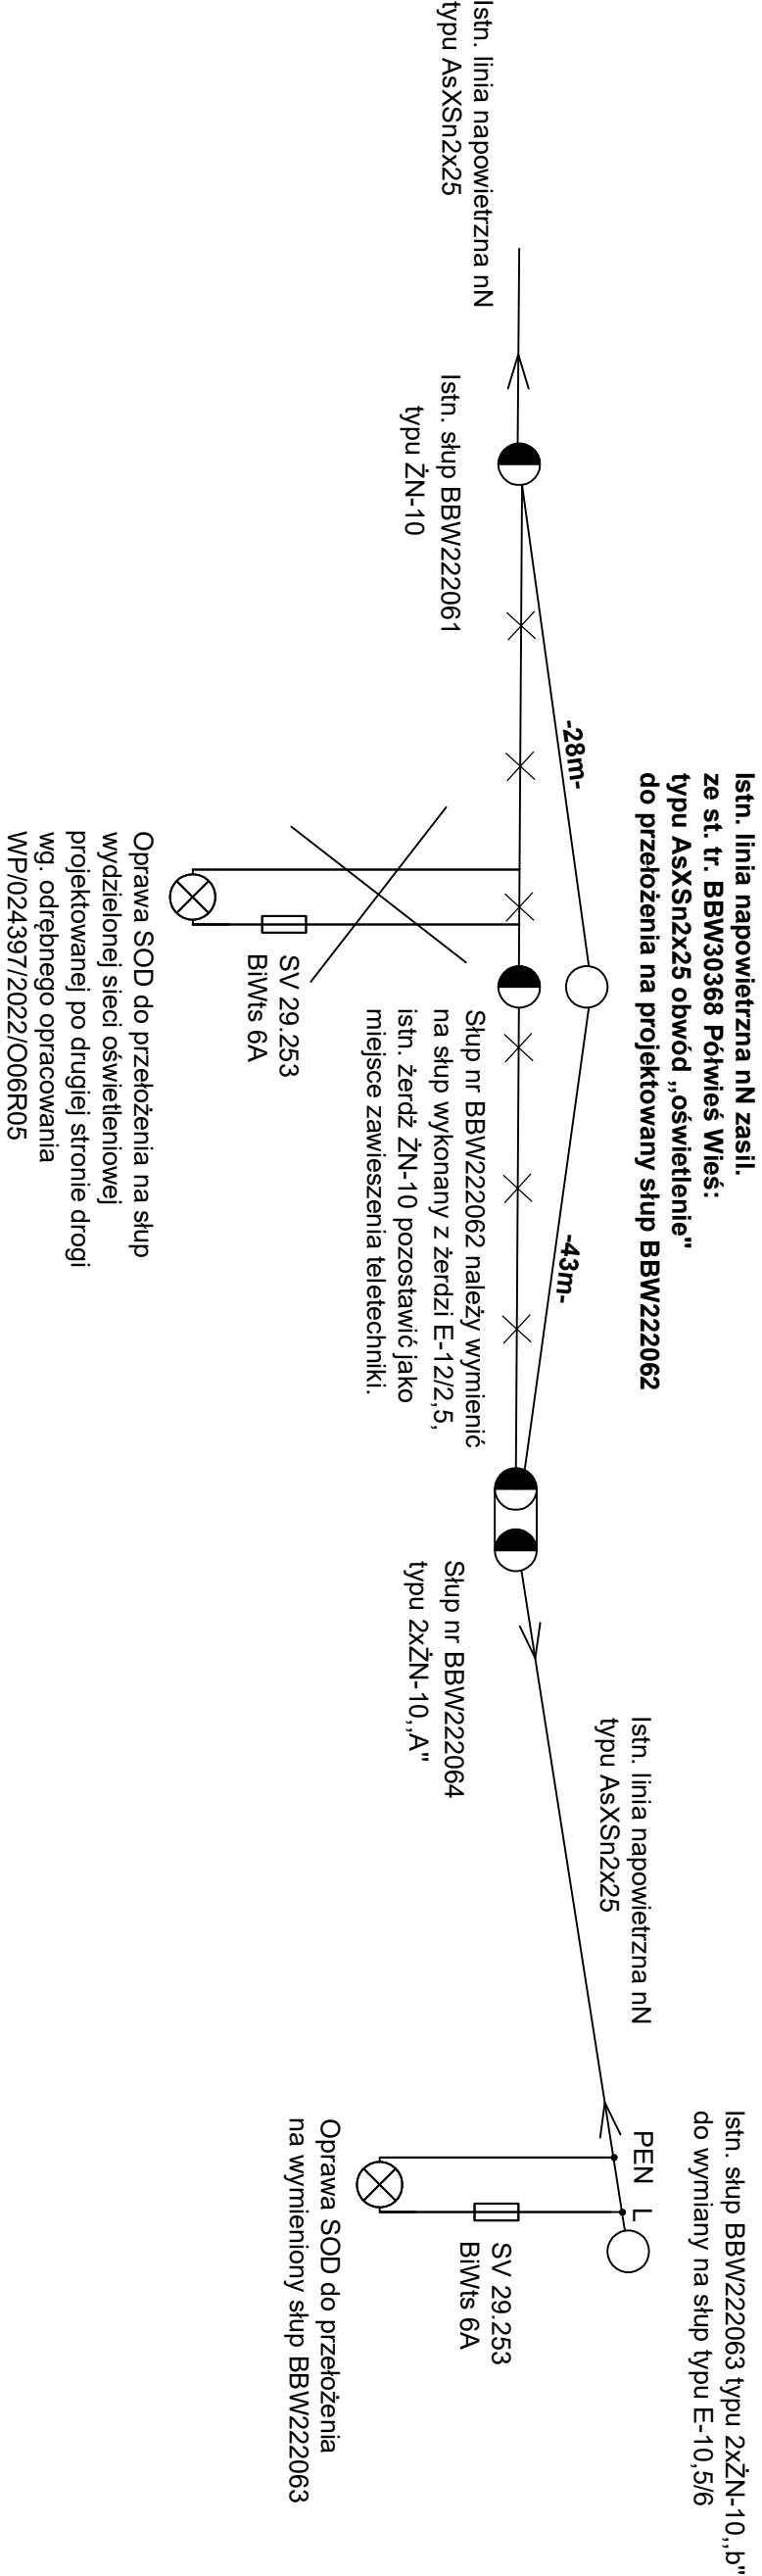 Istn. linia napowietrzna nN
typu AsXSn2x25
Istn. słup BBW222061
typu ŻN-10
Istn. linia napowietrzna nN zasil.
ze st. tr. BBW30368 Półwieś Wieś:
typu AsXSn2x25 obwód „oświetlenie"
do przełożenia na projektowany słup BBW222062
-28m-
-43m-
SV 29.253
BiWts 6A
Oprawa SOD do przełożenia na słup
wydzielonej sieci oświetleniowej
projektowanej po drugiej stronie drogi
wg. odrębnego opracowania
WP/024397/2022/O06R05
Słup nr BBW222062 należy wymienić
na słup wykonany z żerdzi E-12/2,5,
istn. żerdź ŻN-10 pozostawić jako
miejsce zawieszenia teletechniki.
Słup nr BBW222064
typu 2xŻN-10„A"
Istn. linia napowietrzna nN
typu AsXSn2x25
Istn. słup BBW222063 typu 2xŻN-10„b"
do wymiany na słup typu E-10,5/6
PEN L
SV 29.253
BiWts 6A
Oprawa SOD do przełożenia
na wymieniony słup BBW222063